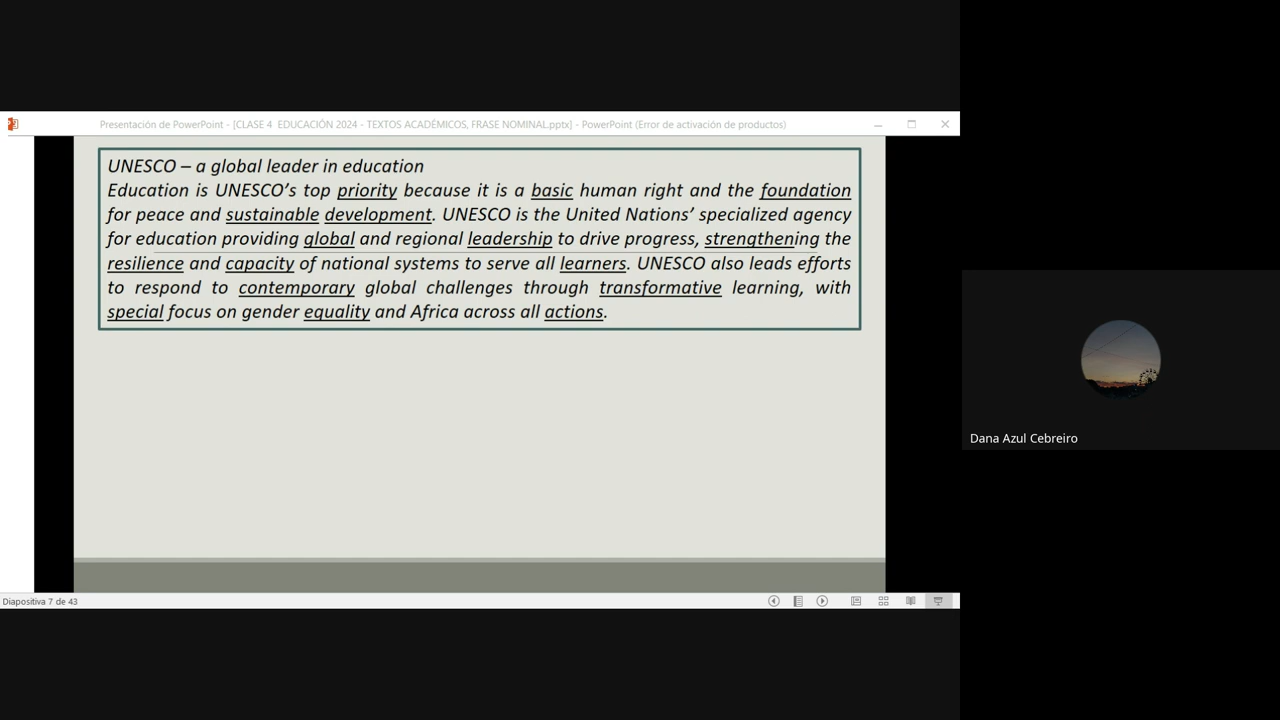 Presentación de PowerPoint - [CLASE 4 EDUCACIÓN 2024 - TEXTOS ACADÉMICOS, FRASE NOMINAL.pptx] - PowerPoint (Error de activación de productos)
UNESCO – a global leader in education
Education is UNESCO’s top priority because it is a basic human right and the foundation
for peace and sustainable development. UNESCO is the United Nations’ specialized agency
for education providing global and regional leadership to drive progress, strengthening the
resilience and capacity of national systems to serve all learners. UNESCO also leads efforts
to respond to contemporary global challenges through transformative learning, with
special focus on gender equality and Africa across all actions.
Dana Azul Cebreiro
Diapositiva 7 de 43